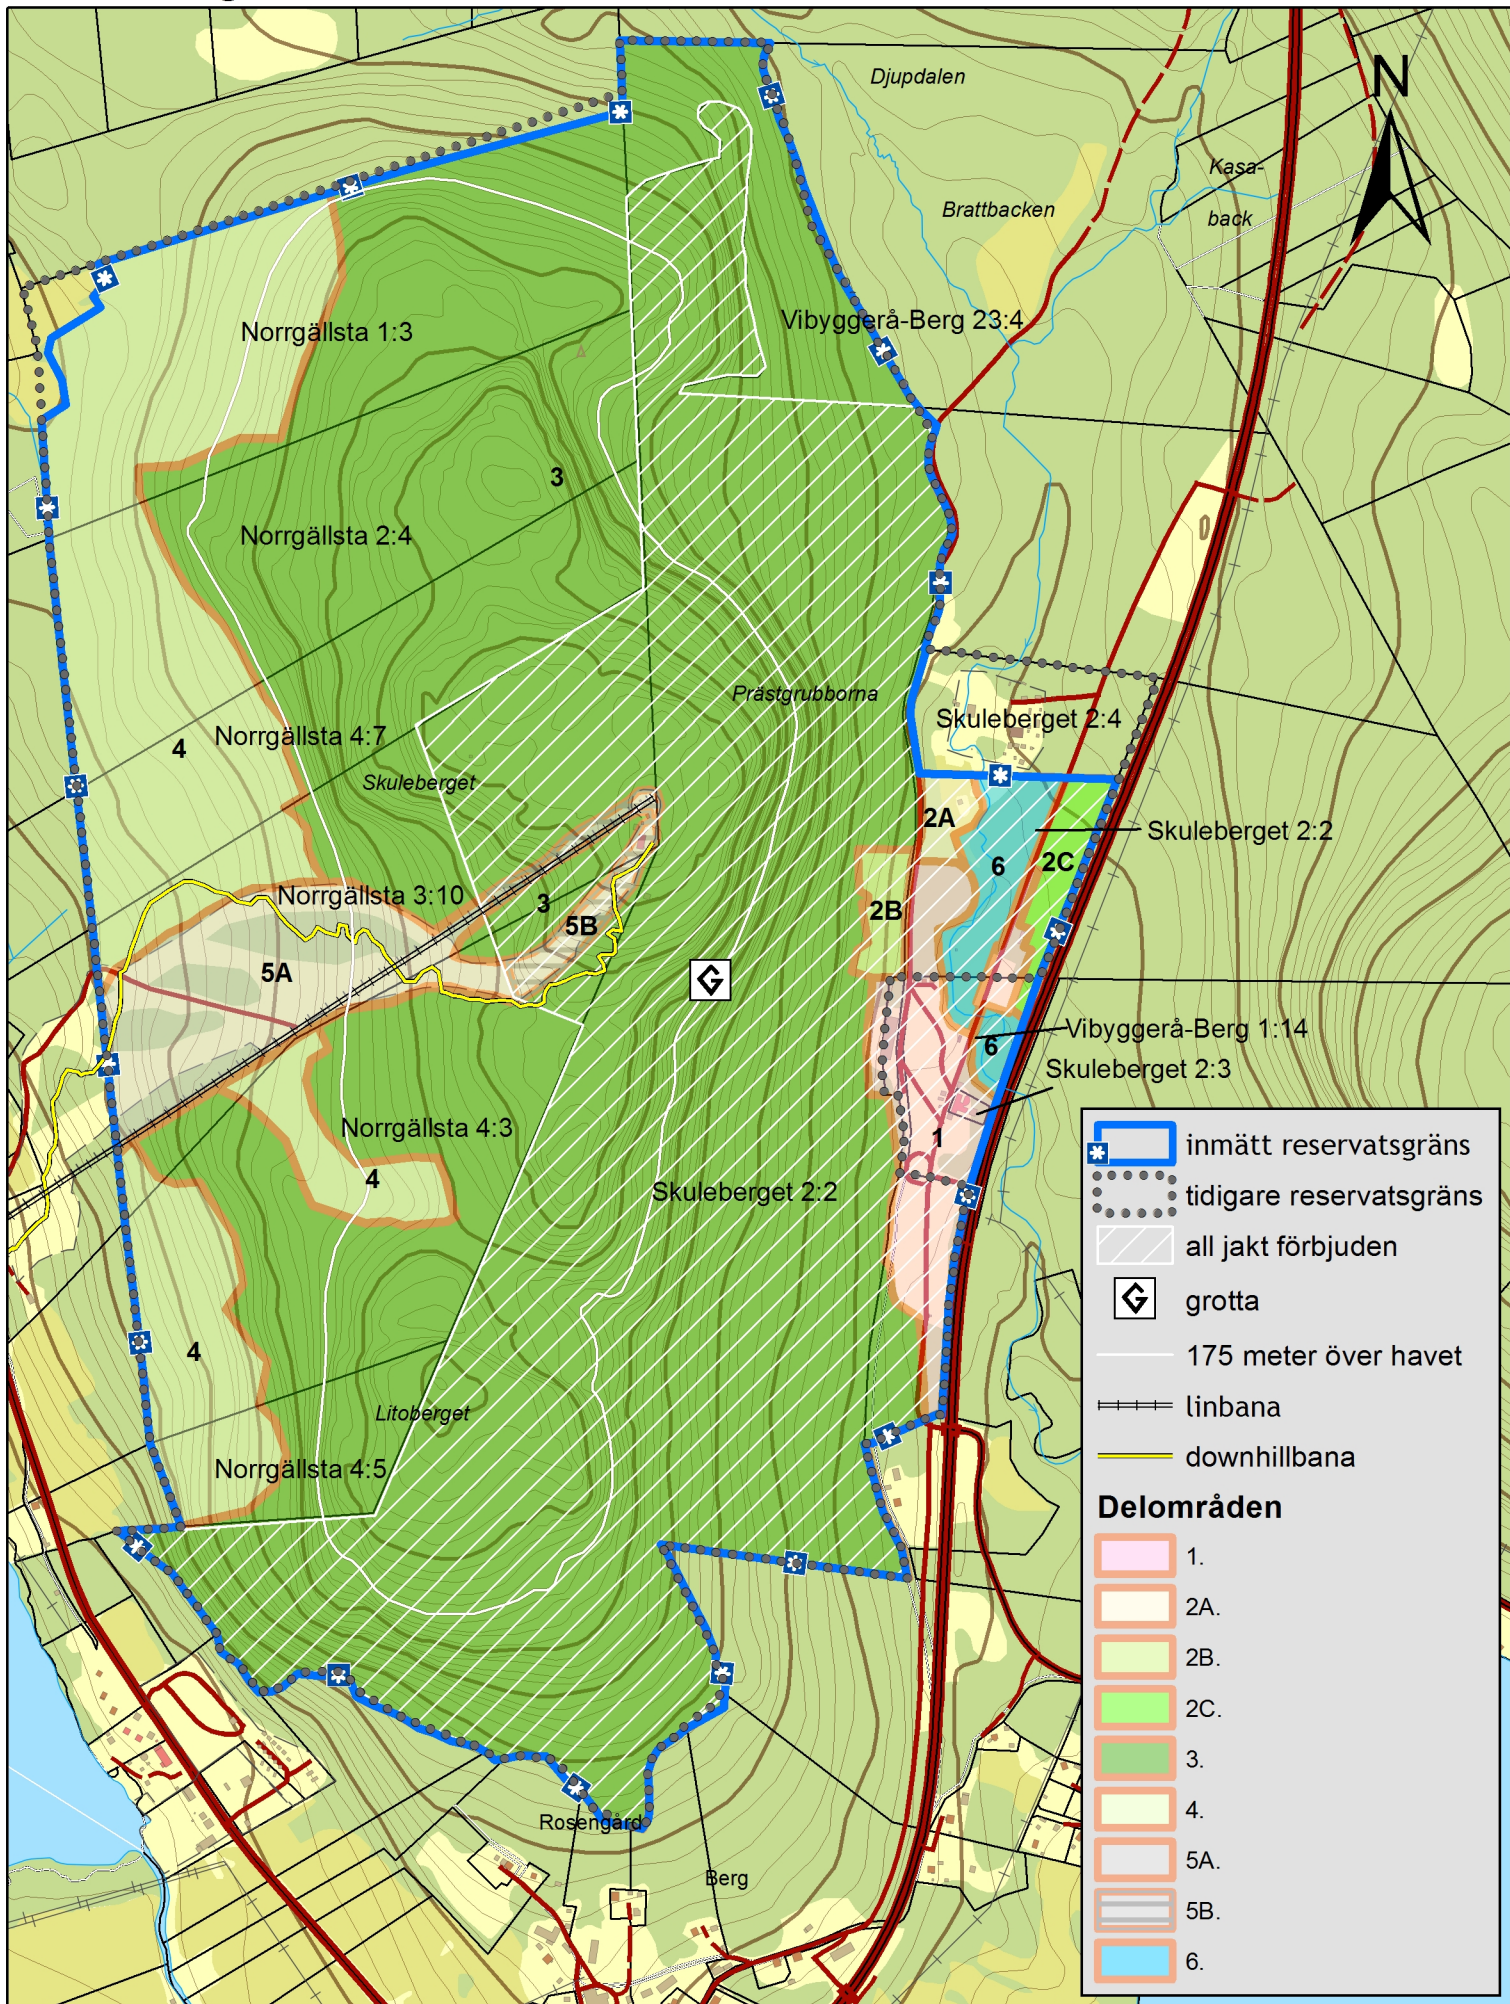 N
Djupdalen
Kasa-
back
Brattbacken
Vibyggerå-Berg 23:4
Norrgällsta 1:3
3
Norrgällsta 2:4
Prästgrubborna
Skuleberget 2:4
Norrgällsta 4:7
4
Skuleberget
2A
Skuleberget 2:2
6
2C
Norrgällsta 3:10
3
5B
2B
5A
G
Vibyggerå-Berg 1:14
6
Skuleberget 2:3
Norrgällsta 4:3
1
4
Skuleberget 2:2
4
Litoberget
Norrgällsta 4:5
Rosengård
Berg
inmätt reservatsgräns
tidigare reservatsgräns
all jakt förbjuden
grotta
175 meter över havet
linbana
downhillbana
Delområden
1.
2A.
2B.
2C.
3.
4.
5A.
5B.
6.